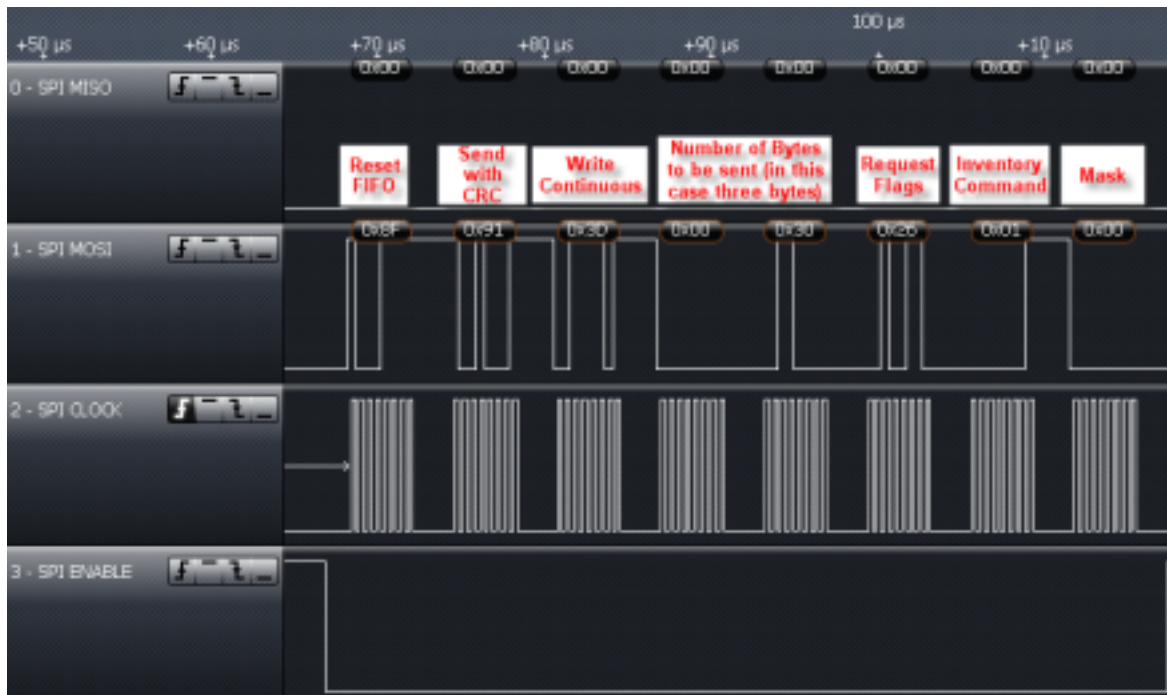 100 µs
+50 µs +60 µs +70 µs +80 µs +90 µs +10 µs
0x00 0x00 0x00 0x00 0x00 0x00 0x00 0x00
0 - SPI MISO
Reset
FIFO
Send
with
CRC
Write
Continuous
Number of Bytes
to be sent (in this
case three bytes)
Request
Flags
Inventory
Command
Mask
0x8F 0x91 0x3D 0x00 0x30 0x26 0x01 0x00
1 - SPI MOSI
2 - SPI CLOCK
3 - SPI ENABLE